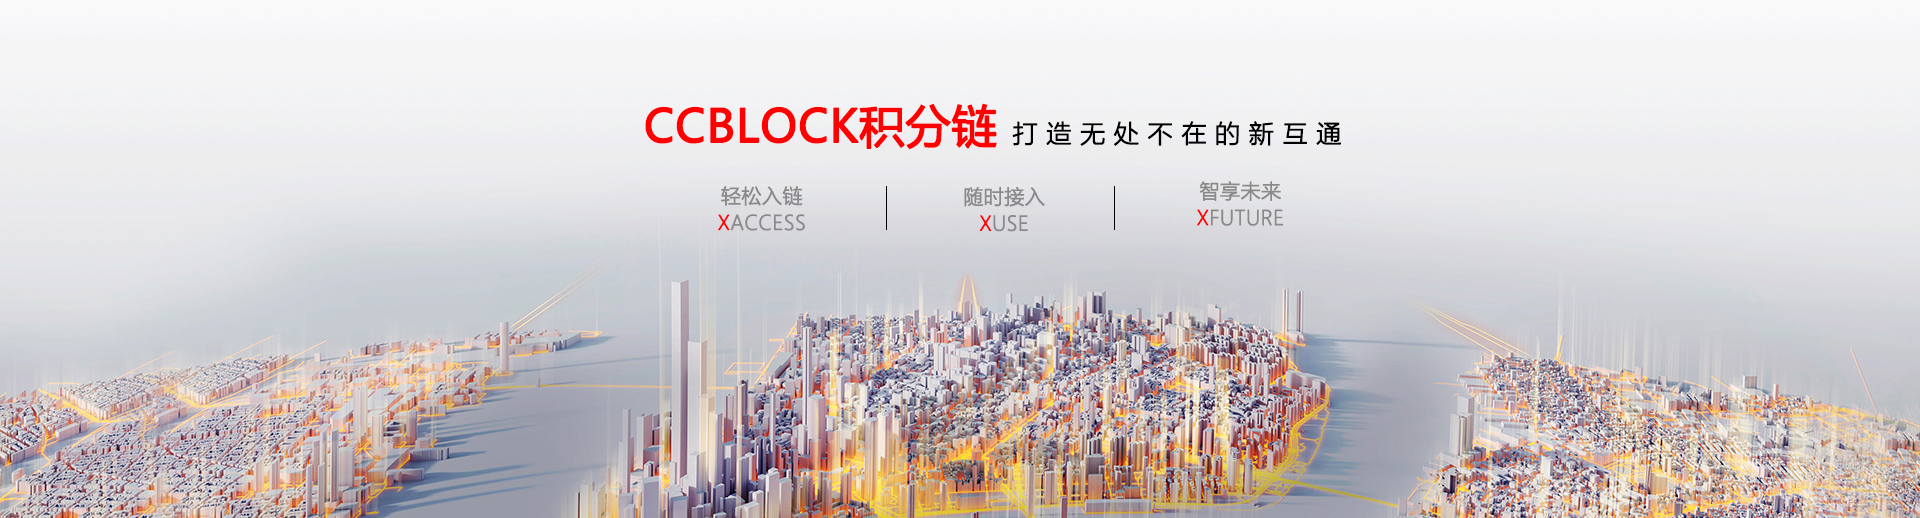 CCBLOCK积分链 打造无处不在的新互通
轻松入链
XACCESS
随时接入
XUSE
智享未来
XFUTURE